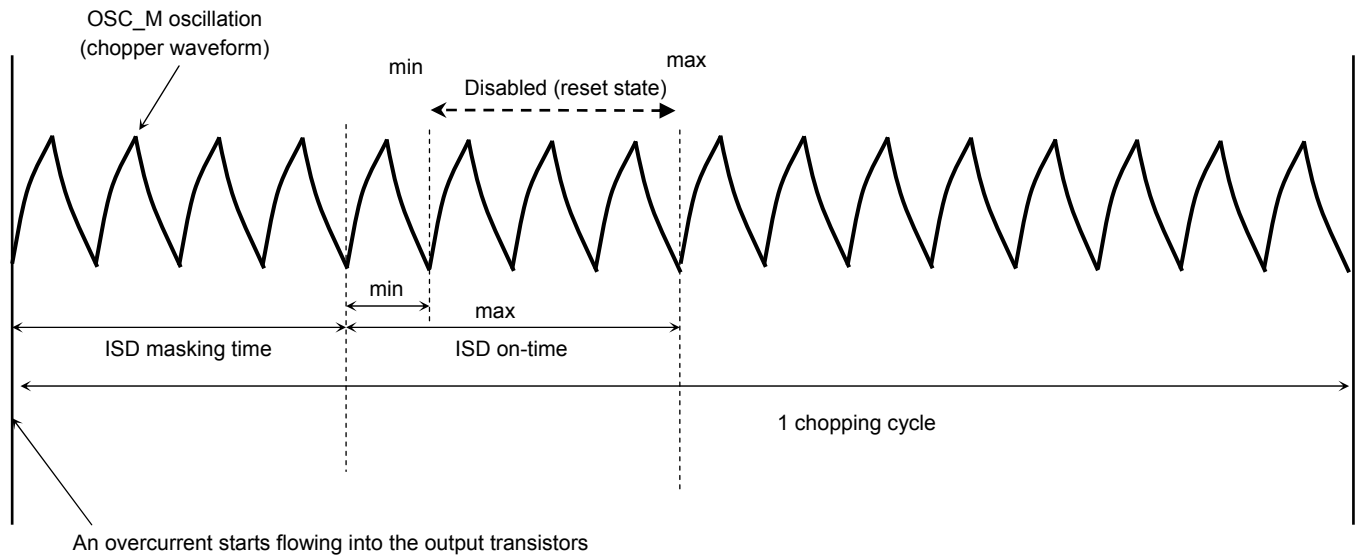 OSC_M oscillation
(chopper waveform)
min
max
Disabled (reset state)
min
max
ISD masking time
ISD on-time
1 chopping cycle
An overcurrent starts flowing into the output transistors